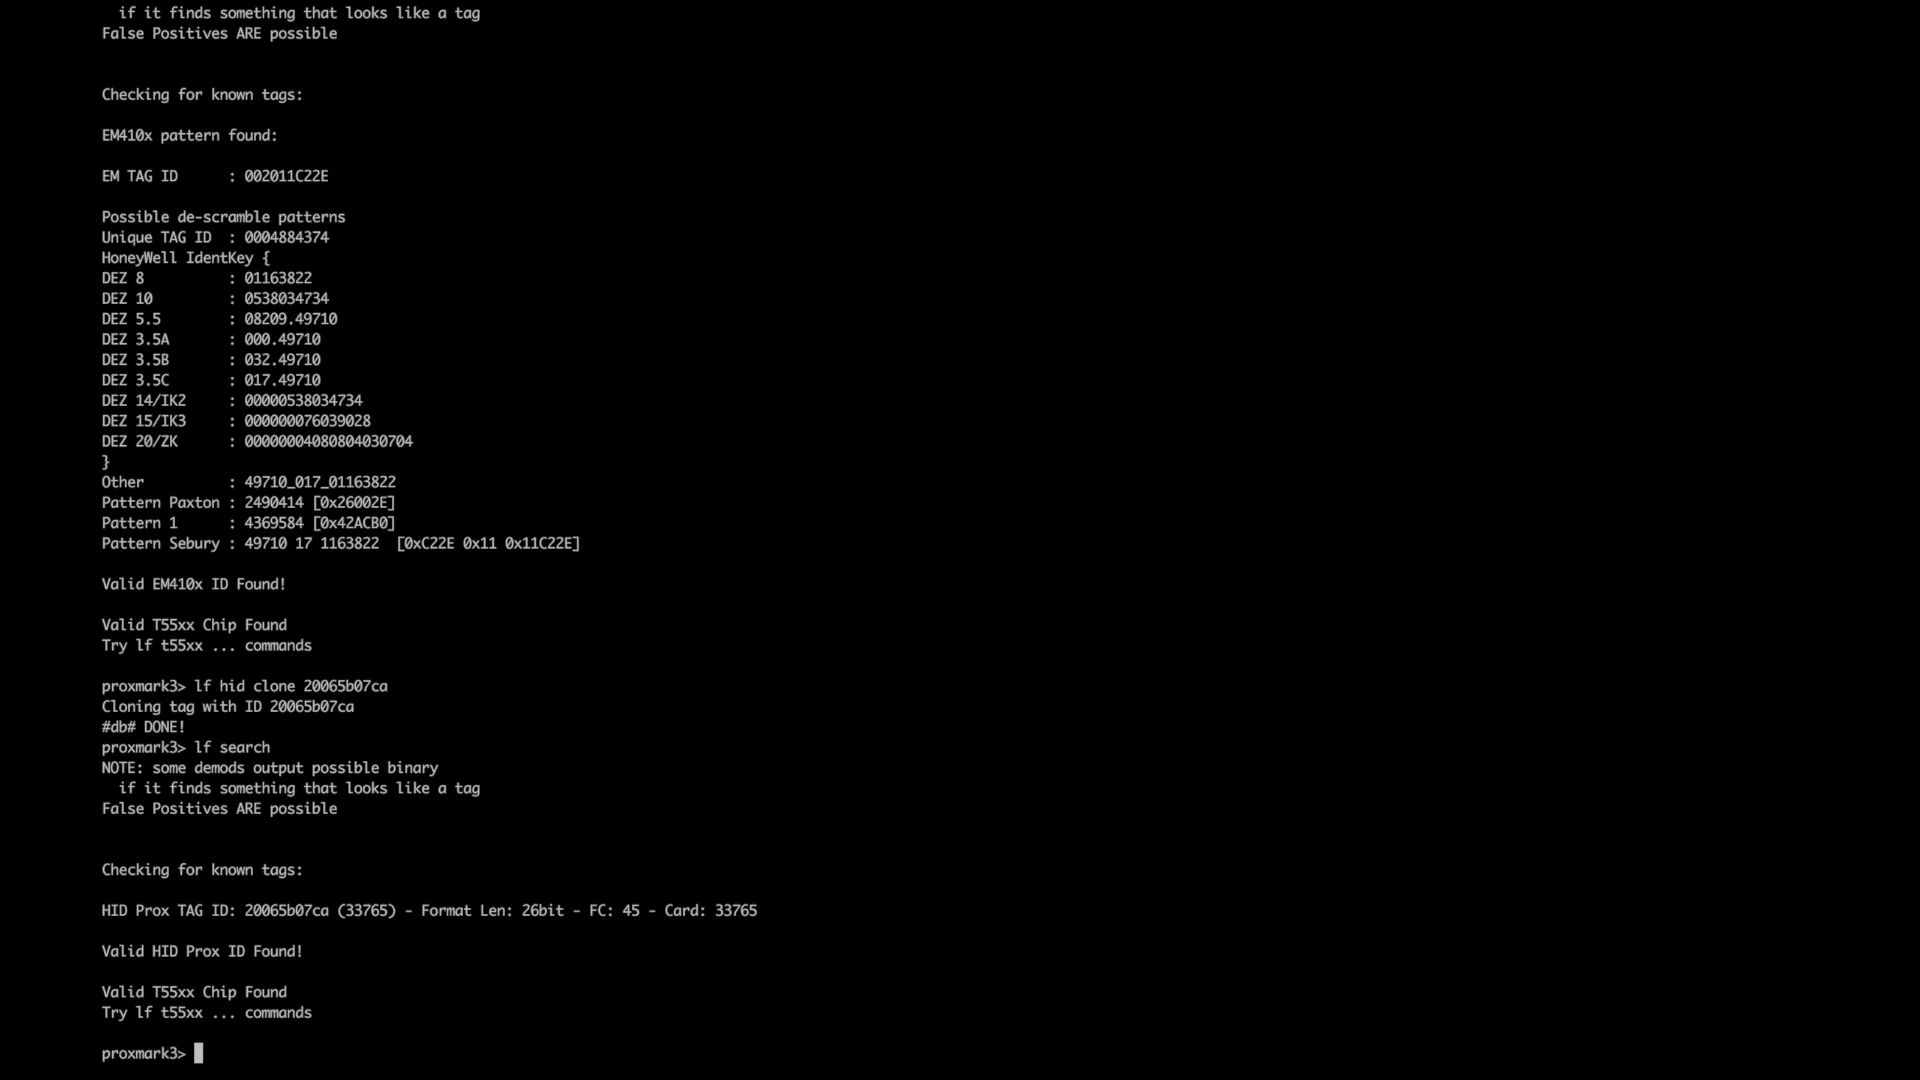 if it finds something that looks like a tag
False Positives ARE possible
Checking for known tags:
EM410x pattern found:
EM TAG ID      : 002011C22E
Possible de-scramble patterns
Unique TAG ID  : 0004884374
HoneyWell IdentKey {
DEZ 8          : 01163822
DEZ 10         : 0538034734
DEZ 5.5        : 08209.49710
DEZ 3.5A       : 000.49710
DEZ 3.5B       : 032.49710
DEZ 3.5C       : 017.49710
DEZ 14/IK2     : 00000538034734
DEZ 15/IK3     : 000000076039028
DEZ 20/ZK      : 00000004080804030704
}
Other          : 49710_017_01163822
Pattern Paxton : 2490414 [0x26002E]
Pattern 1      : 4369584 [0x42ACB0]
Pattern Sebury : 49710 17 1163822  [0xC22E 0x11 0x11C22E]
Valid EM410x ID Found!
Valid T55xx Chip Found
Try lf t55xx ... commands
proxmark3> lf hid clone 20065b07ca
Cloning tag with ID 20065b07ca
#db# DONE!
proxmark3> lf search
NOTE: some demods output possible binary
  if it finds something that looks like a tag
False Positives ARE possible
Checking for known tags:
HID Prox TAG ID: 20065b07ca (33765) - Format Len: 26bit - FC: 45 - Card: 33765
Valid HID Prox ID Found!
Valid T55xx Chip Found
Try lf t55xx ... commands
proxmark3>